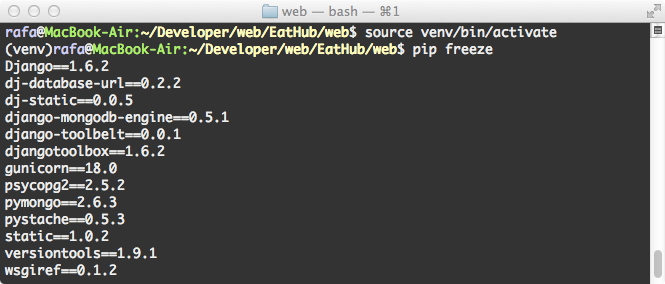 web — bash — ⌘1
rafa@MacBook-Air:~/Developer/web/EatHub/web$ source venv/bin/activate
(venv)rafa@MacBook-Air:~/Developer/web/EatHub/web$ pip freeze
Django==1.6.2
dj-database-url==0.2.2
dj-static==0.0.5
django-mongodb-engine==0.5.1
django-toolbelt==0.0.1
djangotoolbox==1.6.2
gunicorn==18.0
psycopg2==2.5.2
pymongo==2.6.3
pystache==0.5.3
static==1.0.2
versiontools==1.9.1
wsgiref==0.1.2